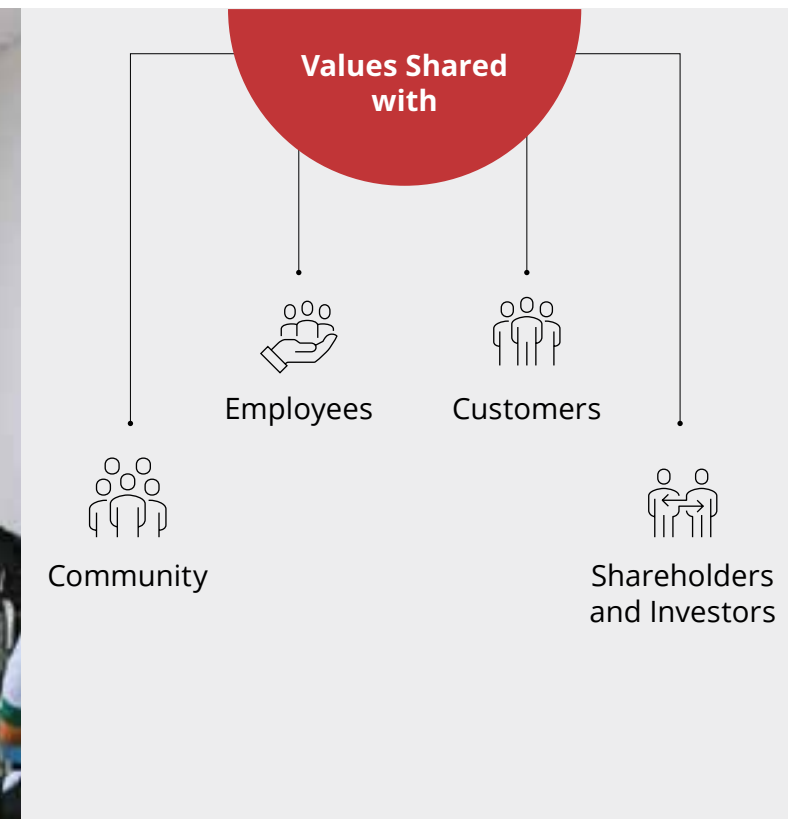 Values Shared
with
Employees
Customers
Community
Shareholders
and Investors